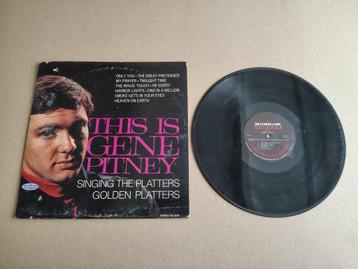 ONLY YOU • THE GREAT PRETENDER
MY PRAYER • TWILIGHT TIME
THE MAGIC TOUCH • I'M SORRY
HARBOR LIGHTS • ONE IN A MILLION
SMOKE GETS IN YOUR EYES
HEAVEN ON EARTH
THIS IS
GENE
PITNEY
SINGING THE PLATTERS
GOLDEN PLATTERS
MUSICOR